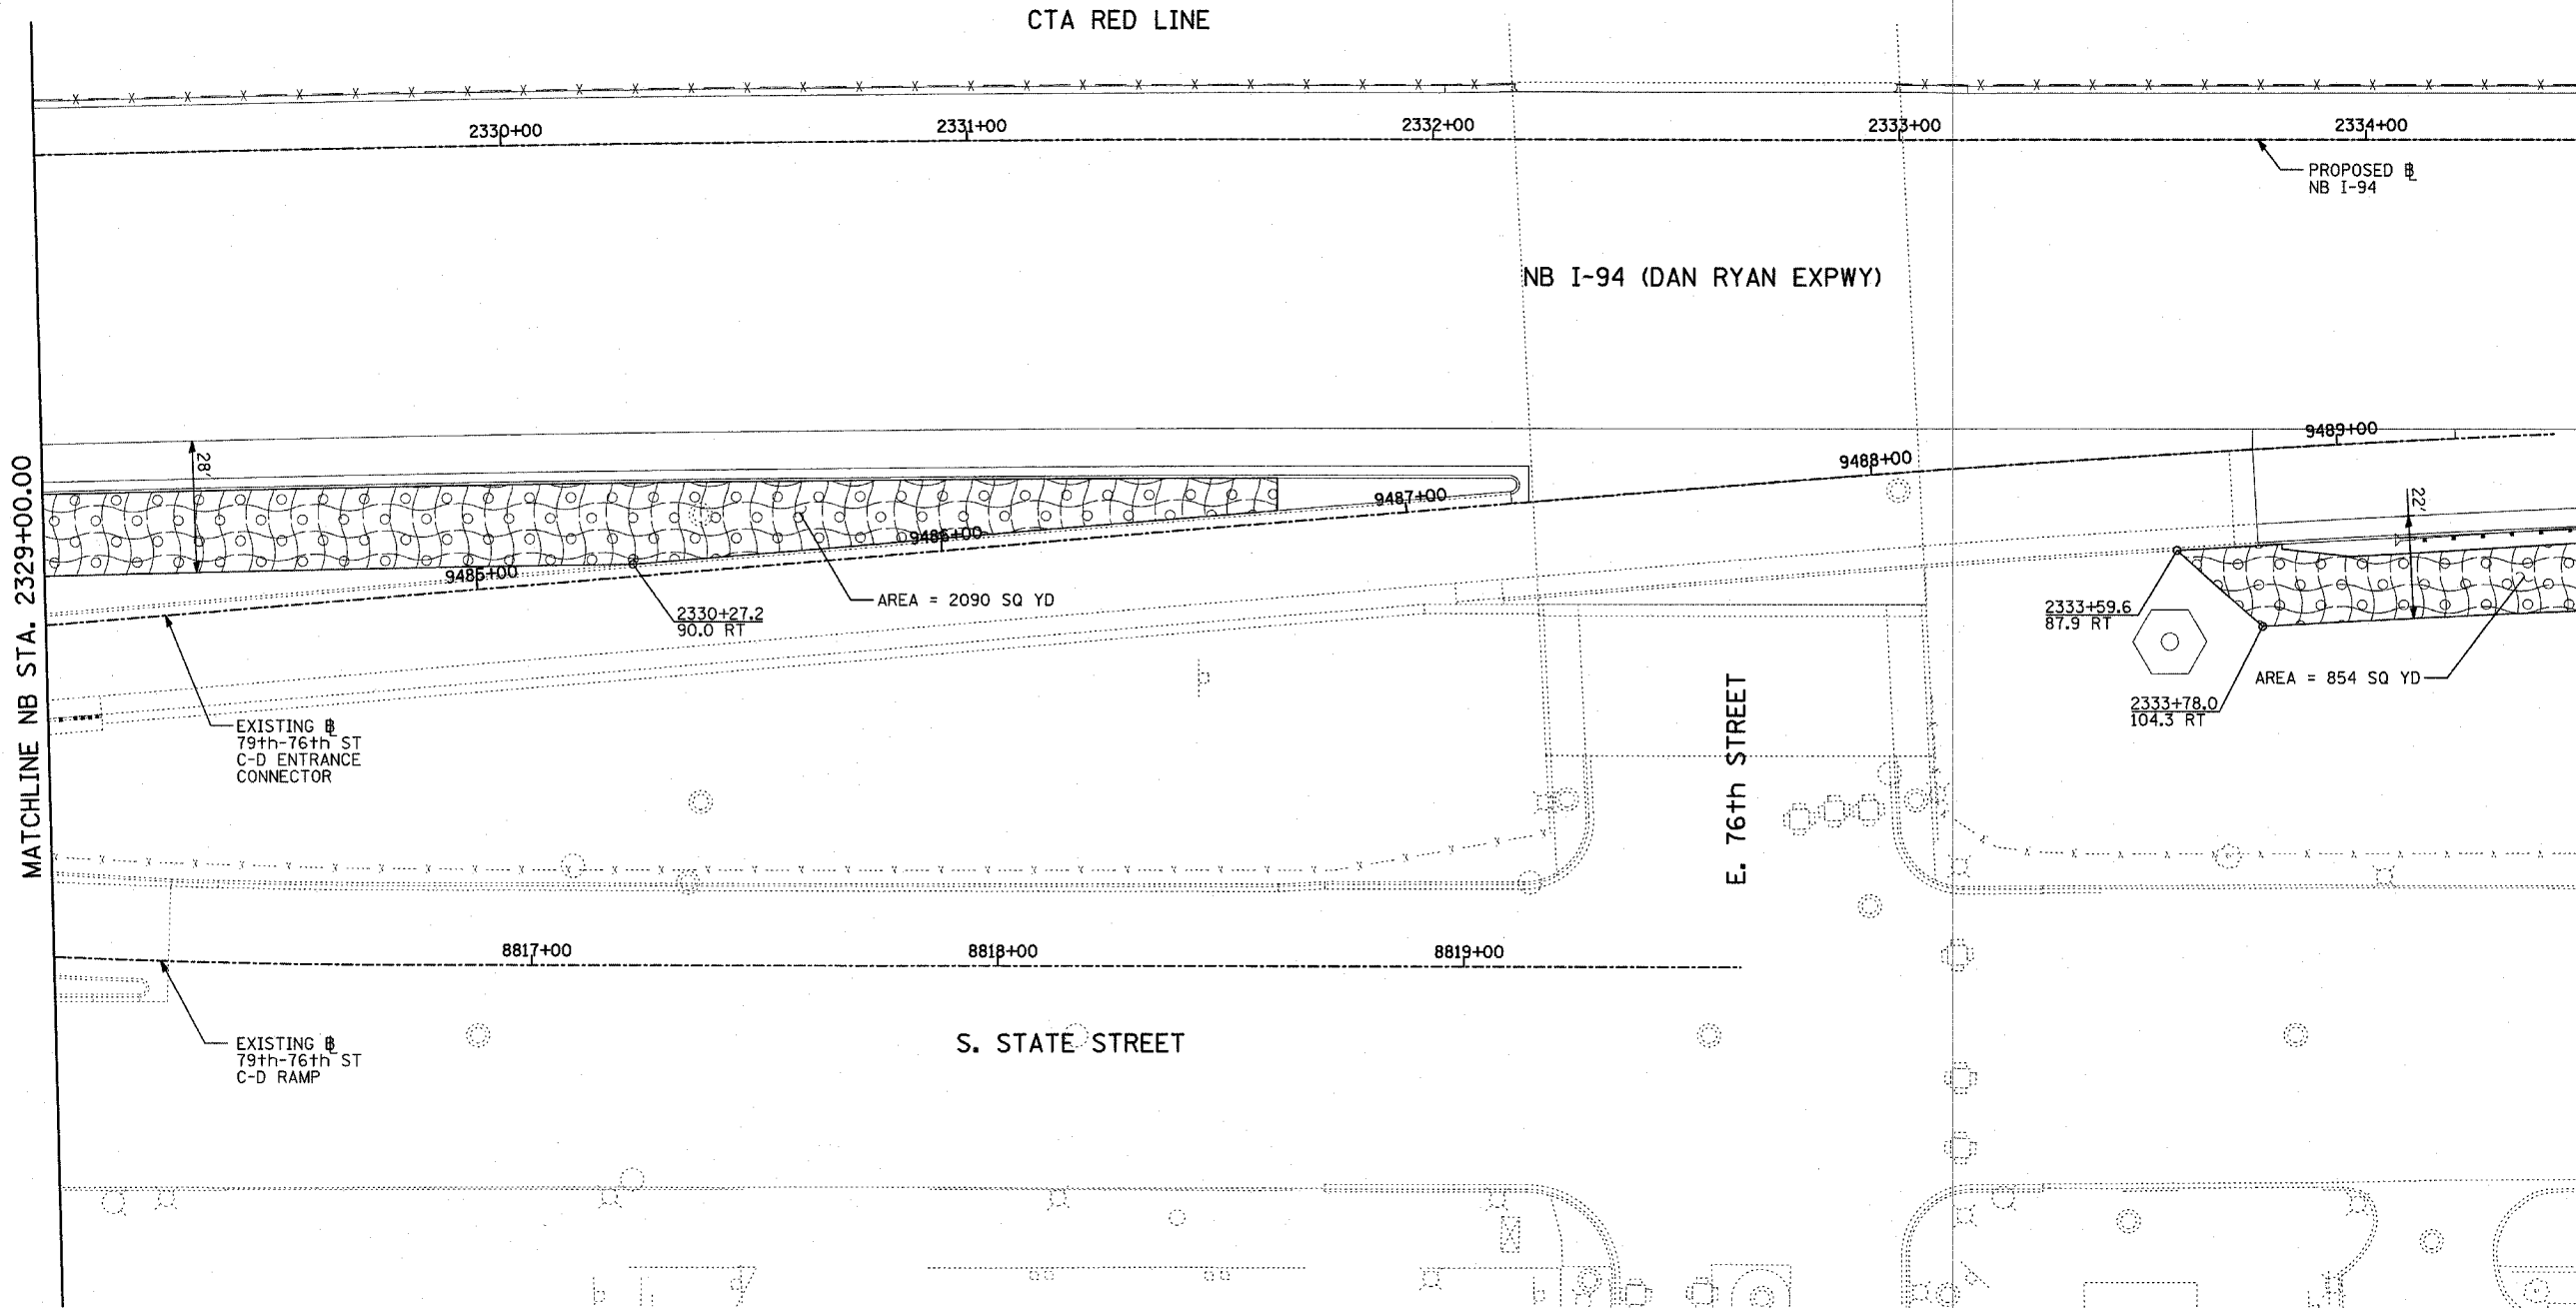 CTA RED LINE
2330+00
2331+00
2332+00
2333+00
2334+00
PROPOSED BL
NB I-94
NB I-94 (DAN RYAN EXPWY)
MATCHLINE NB STA. 2329+00.00
28'
9485+00
9486+00
9487+00
9488+00
9489+00
22'
AREA = 2090 SQ YD
2330+27.2
90.0 RT
2333+59.6
87.9 RT
AREA = 854 SQ YD
2333+78.0
104.3 RT
EXISTING BL
79th-76th ST
C-D ENTRANCE
CONNECTOR
E. 76th STREET
8817+00
8818+00
8819+00
EXISTING BL
79th-76th ST
C-D RAMP
S. STATE STREET